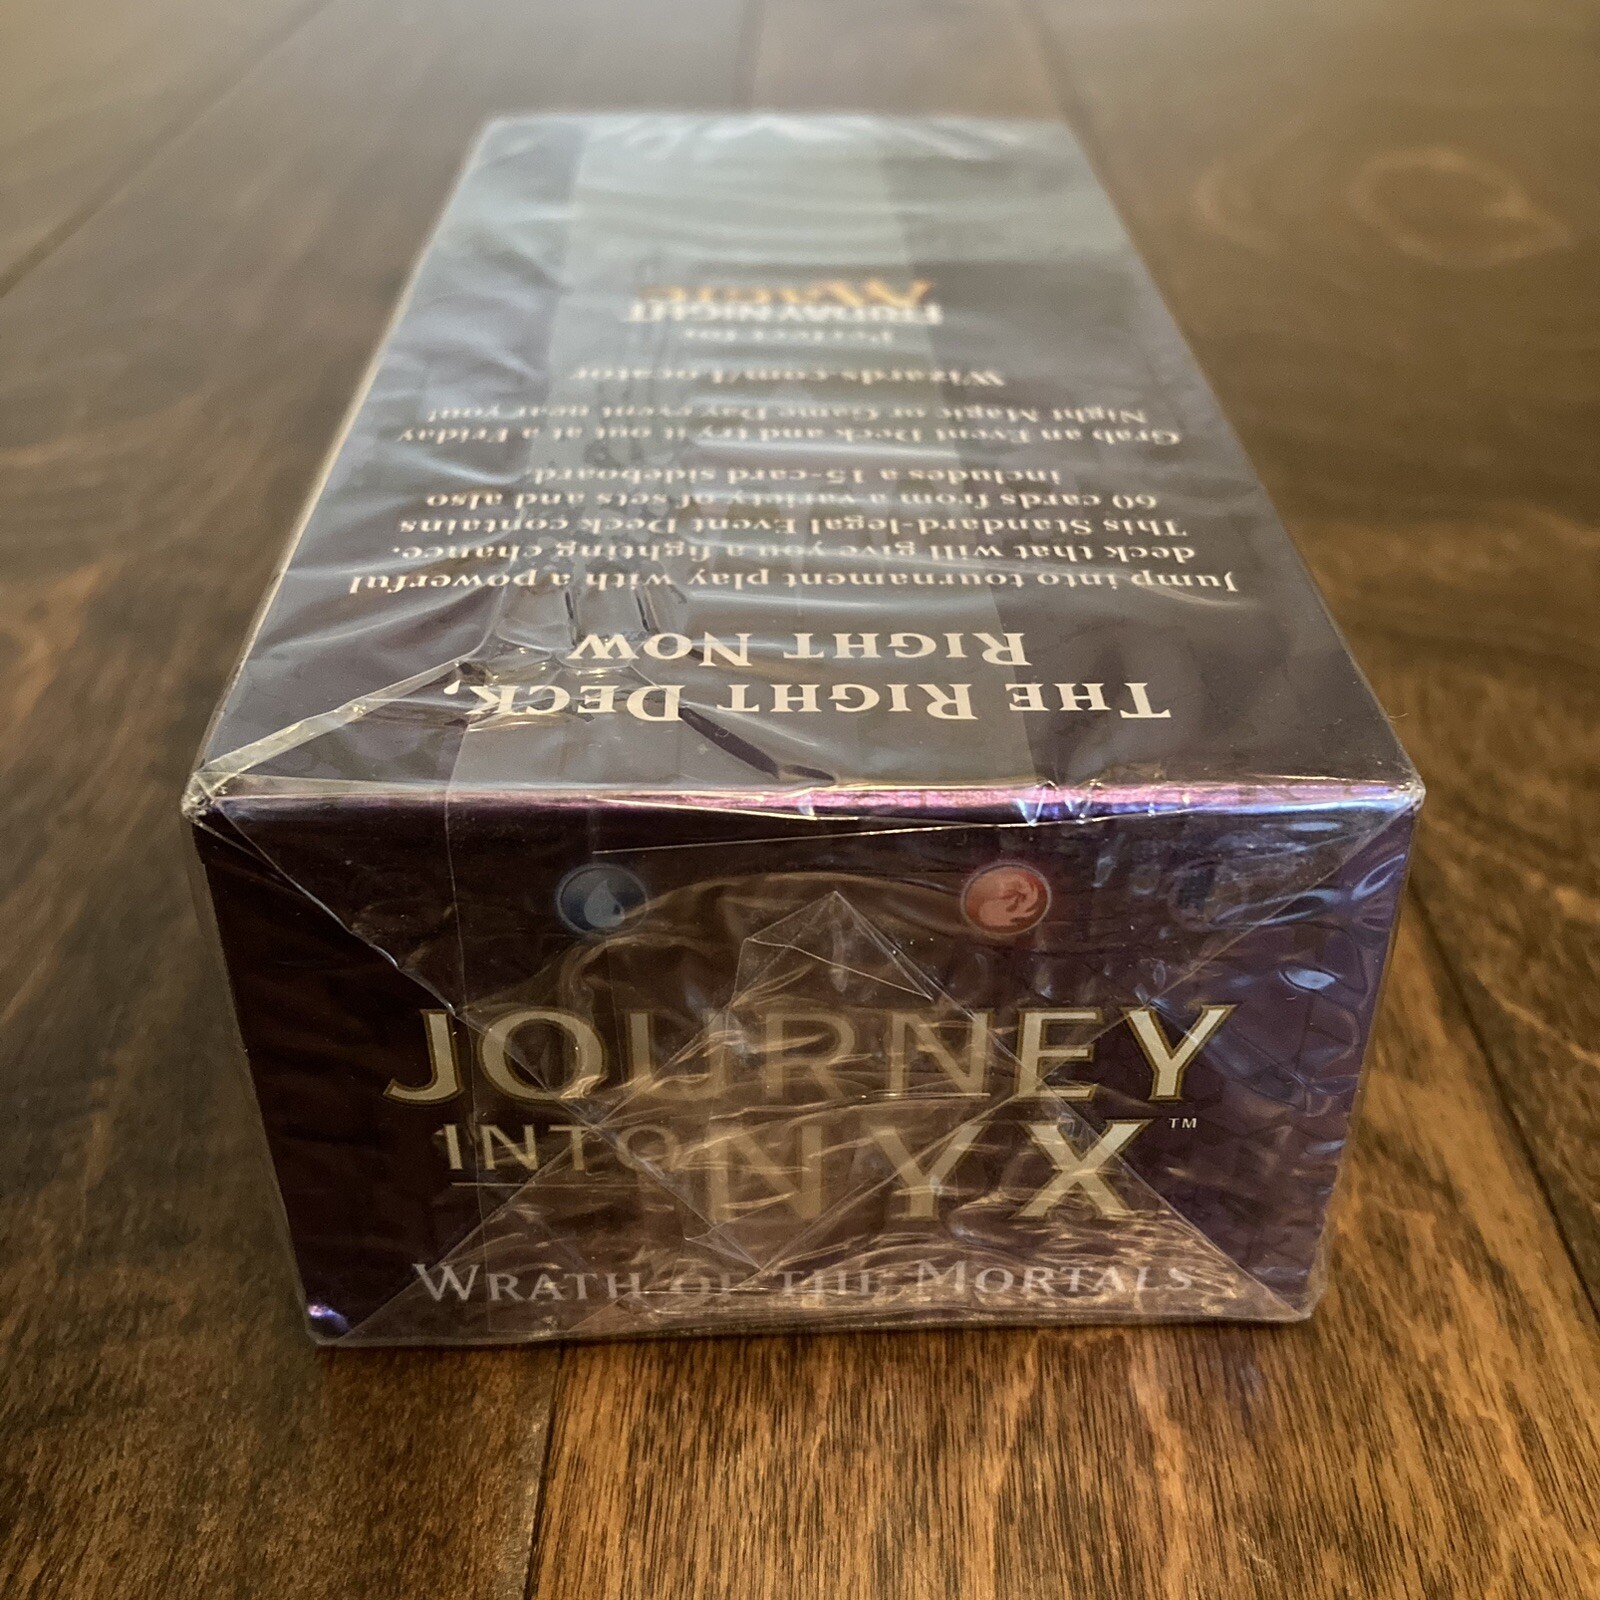 THE RIGHT DECK,
RIGHT NOW
Jump into tournament play with a powerful
deck that will give you a fighting chance.
This Standard-legal Event Deck contains
60 cards from a variety of sets and also
includes a 15-card sideboard.
Grab an Event Deck and try it out at a Friday
Night Magic or Game Day event near you!
Wizards.com/Locator
Perfect for
FRIDAY NIGHT
MAGIC
JOURNEY
INTO NYX™
WRATH OF THE MORTALS